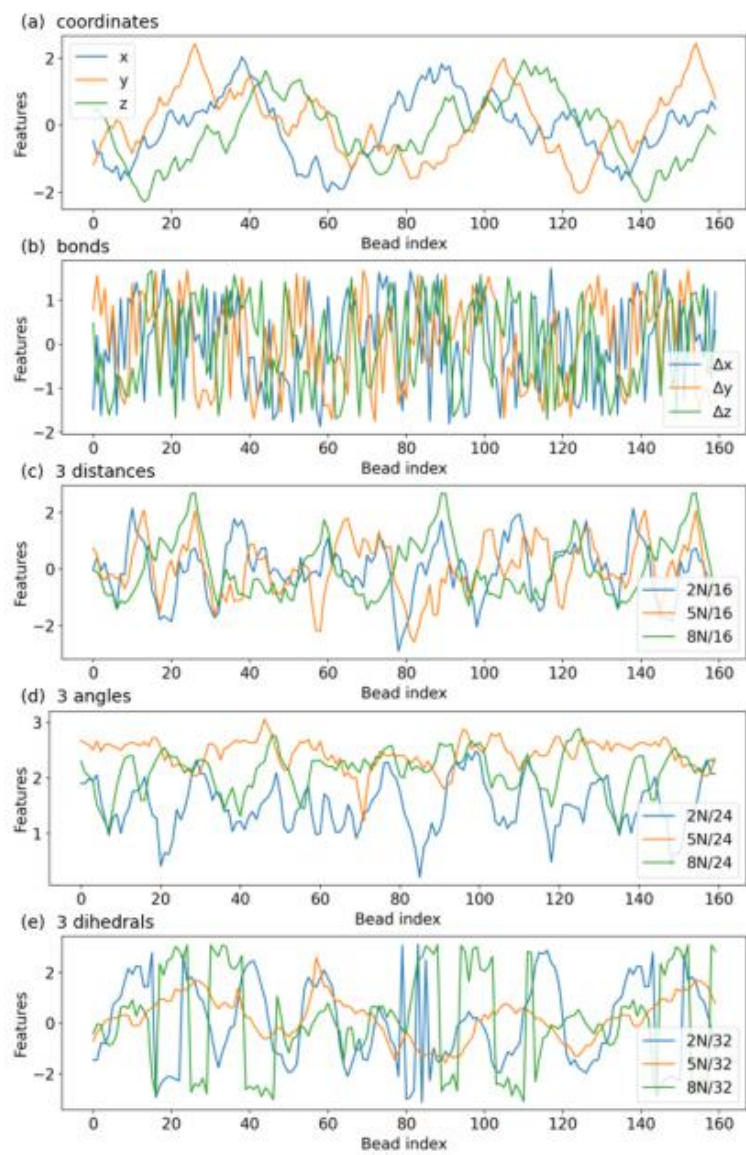 (a) coordinates
Features
2
0
−2
x
y
z
0 20 40 60 80 100 120 140 160
Bead index
(b) bonds
Features
1
0
−1
−2
Δx
Δy
Δz
0 20 40 60 80 100 120 140 160
Bead index
(c) 3 distances
Features
2
0
−2
2N/16
5N/16
8N/16
0 20 40 60 80 100 120 140 160
Bead index
(d) 3 angles
Features
3
2
1
2N/24
5N/24
8N/24
0 20 40 60 80 100 120 140 160
Bead index
(e) 3 dihedrals
Features
2
0
−2
2N/32
5N/32
8N/32
0 20 40 60 80 100 120 140 160
Bead index